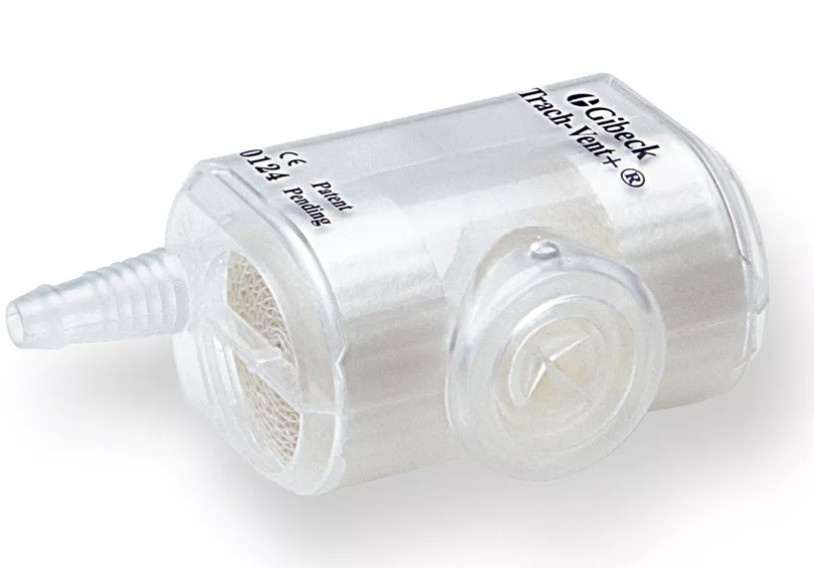 Gibeck
Trach-Vent+ ®
CE
0124
Patent
Pending